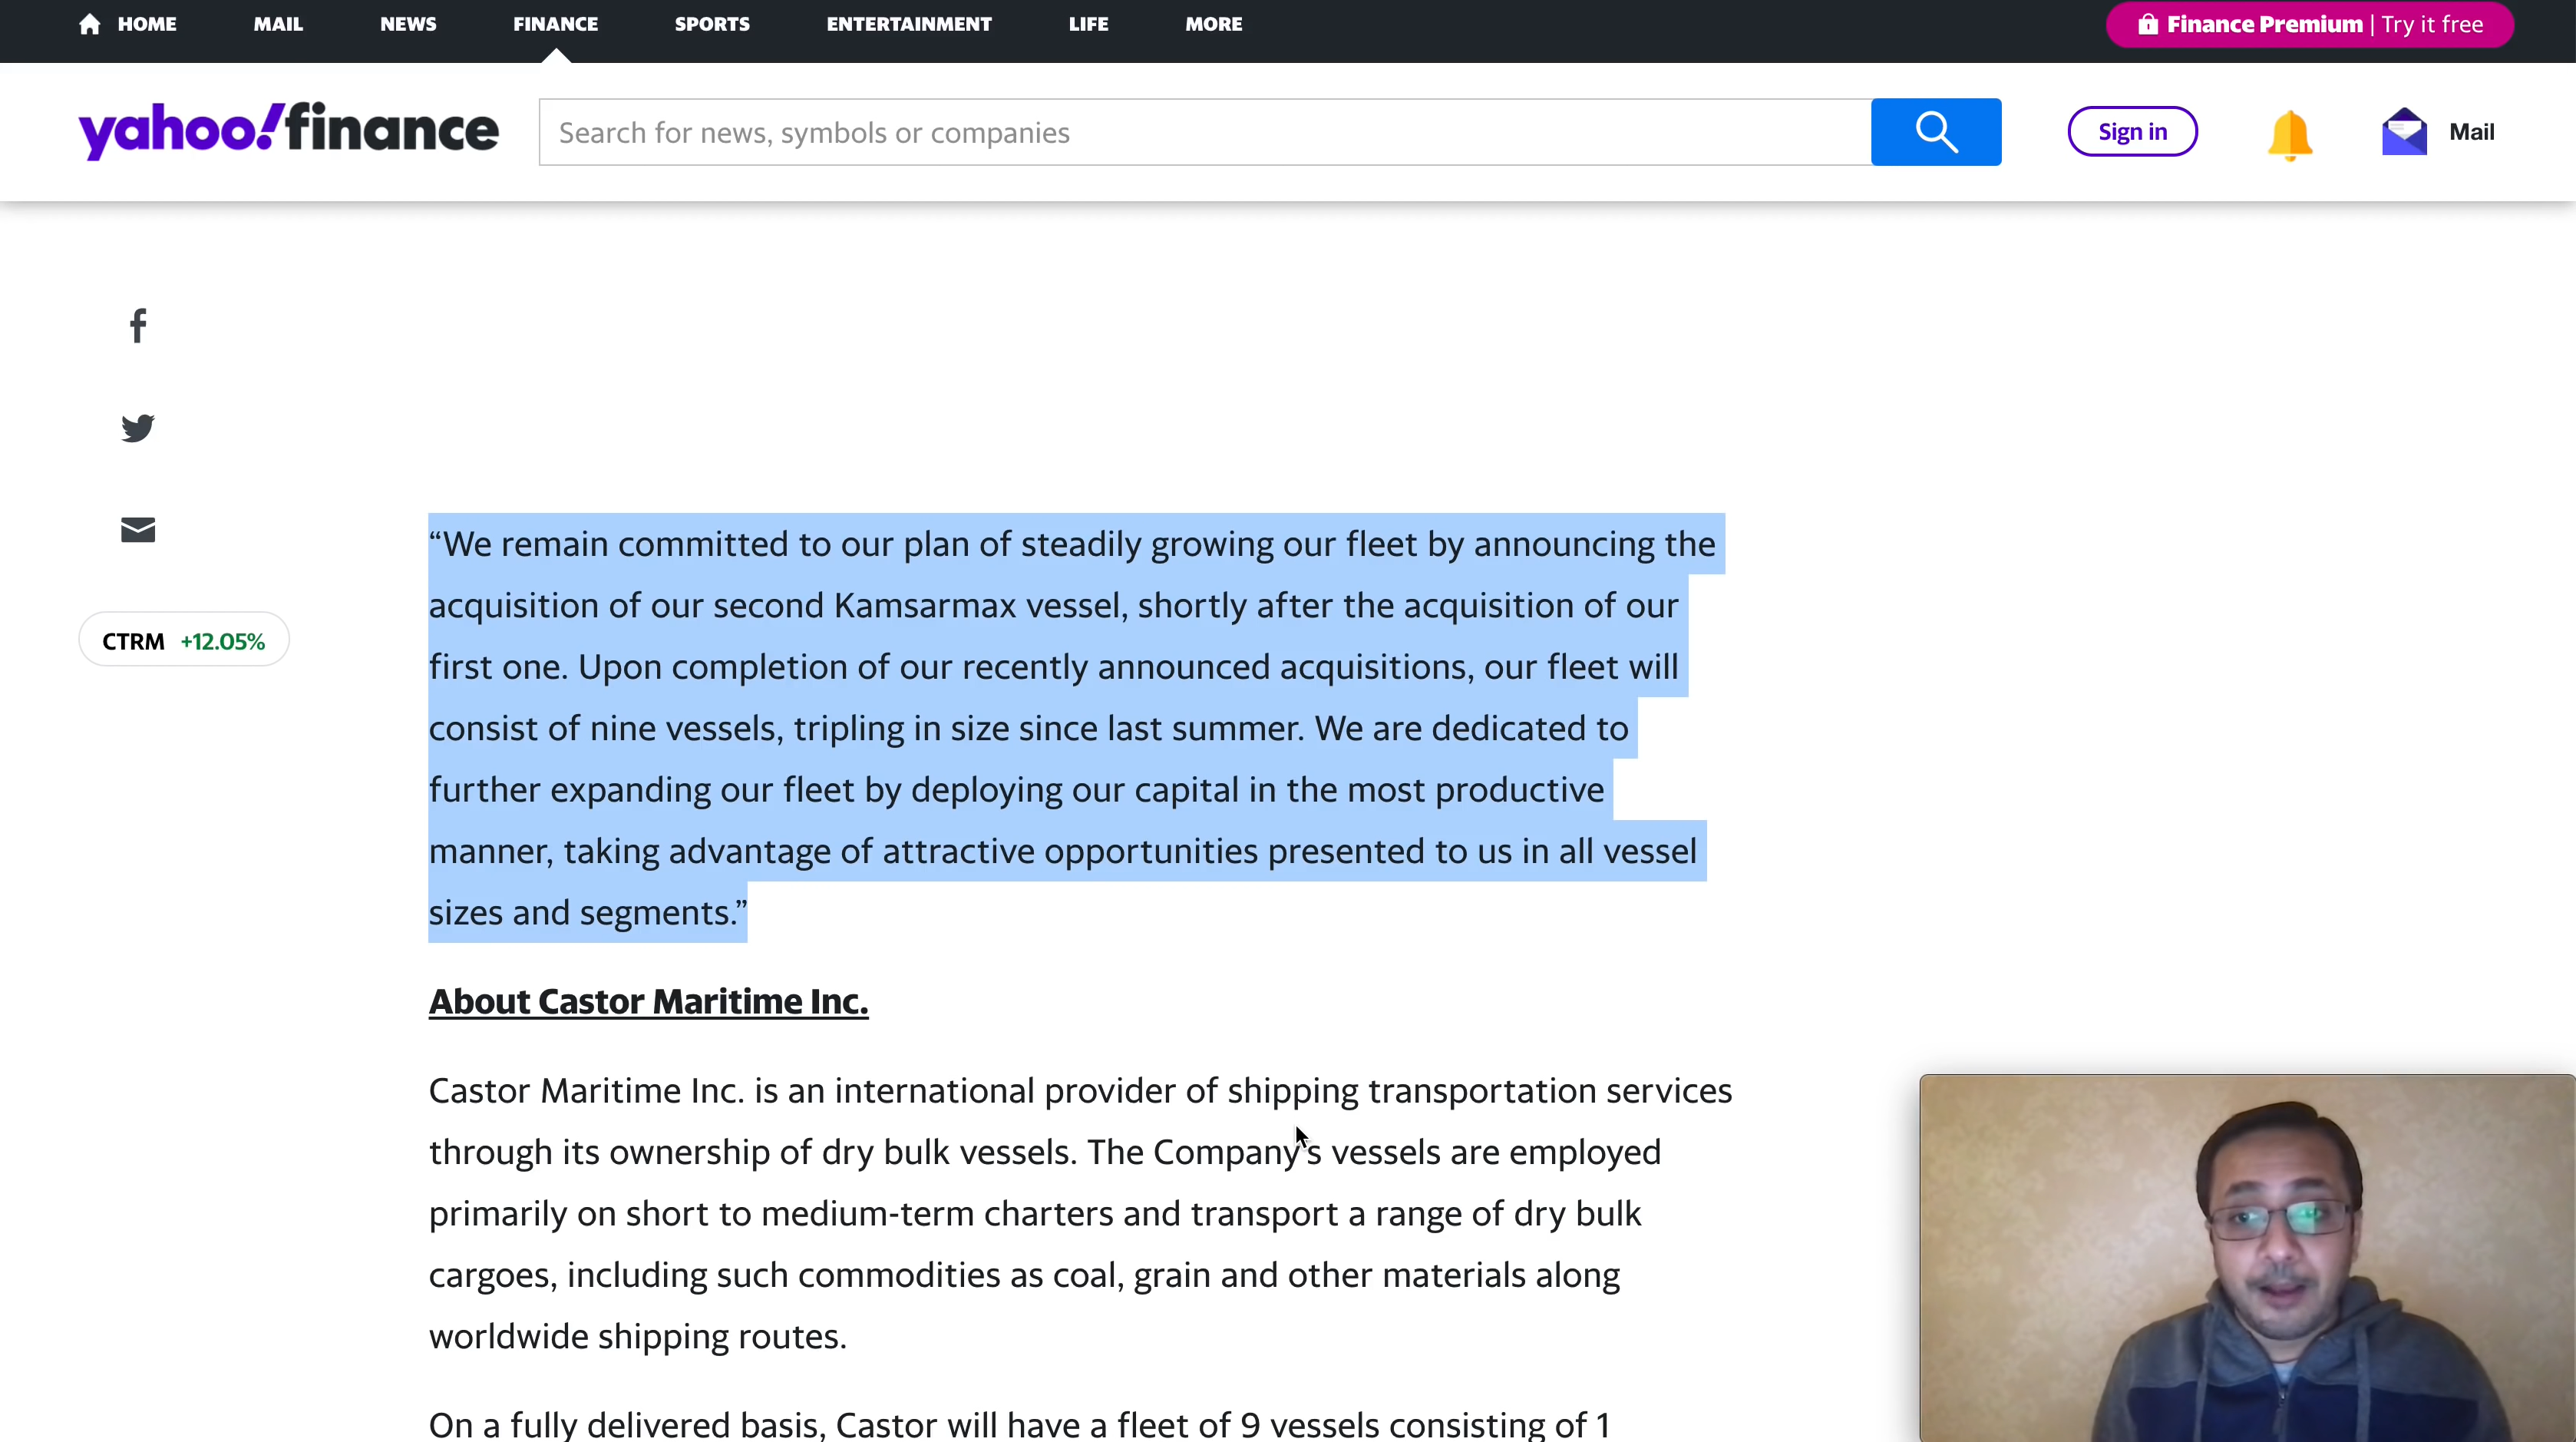 HOME MAIL NEWS FINANCE SPORTS ENTERTAINMENT LIFE MORE Finance Premium | Try it free
yahoo!finance Search for news, symbols or companies Sign in Mail
“We remain committed to our plan of steadily growing our fleet by announcing the
acquisition of our second Kamsarmax vessel, shortly after the acquisition of our
first one. Upon completion of our recently announced acquisitions, our fleet will
consist of nine vessels, tripling in size since last summer. We are dedicated to
further expanding our fleet by deploying our capital in the most productive
manner, taking advantage of attractive opportunities presented to us in all vessel
sizes and segments.”
CTRM +12.05%
About Castor Maritime Inc.
Castor Maritime Inc. is an international provider of shipping transportation services
through its ownership of dry bulk vessels. The Company’s vessels are employed
primarily on short to medium-term charters and transport a range of dry bulk
cargoes, including such commodities as coal, grain and other materials along
worldwide shipping routes.
On a fully delivered basis, Castor will have a fleet of 9 vessels consisting of 1